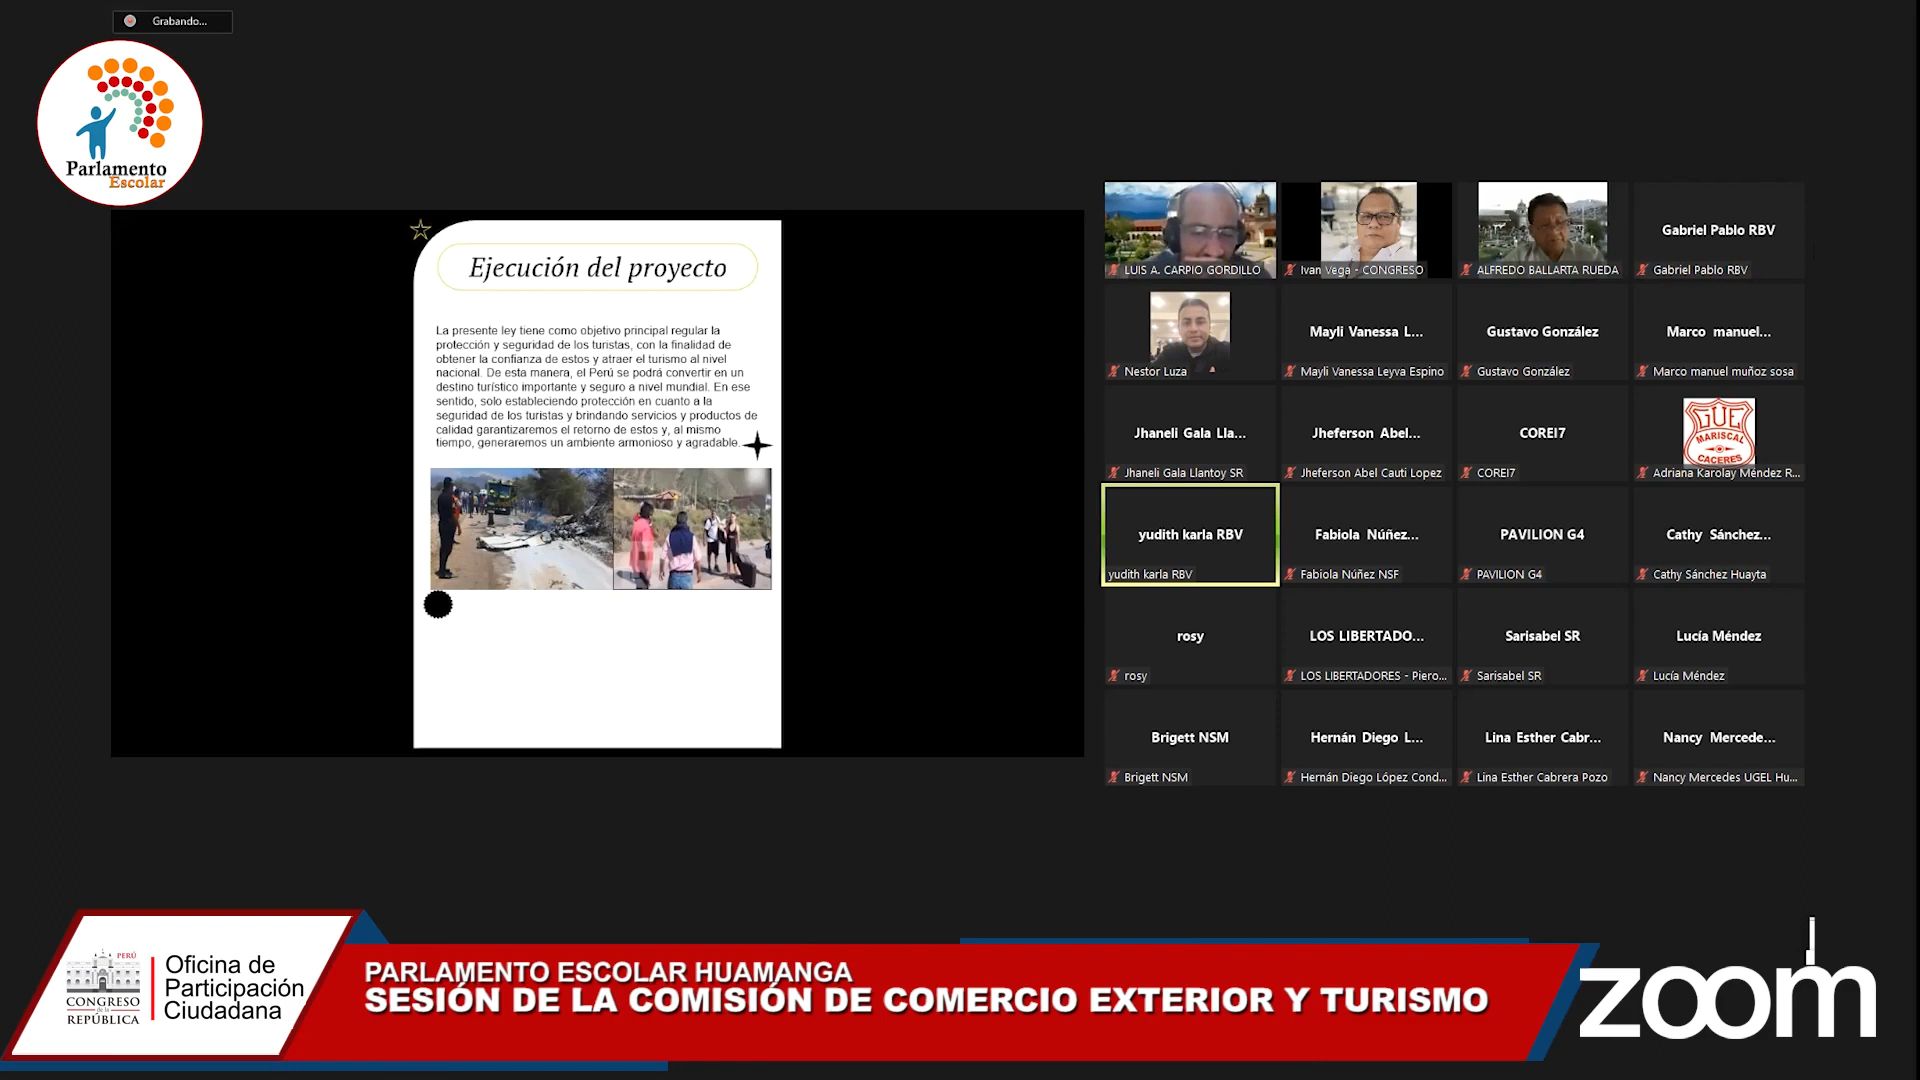 Grabando...
Parlamento
Escolar
Ejecución del proyecto
La presente ley tiene como objetivo principal regular la
protección y seguridad de los turistas, con la finalidad de
obtener la confianza de estos y atraer el turismo al nivel
nacional. De esta manera, el Perú se podrá convertir en un
destino turístico importante y seguro a nivel mundial. En ese
sentido, solo estableciendo protección en cuanto a la
seguridad de los turistas y brindando servicios y productos de
calidad garantizaremos el retorno de estos y, al mismo
tiempo, generaremos un ambiente armonioso y agradable.
LUIS A. CARPIO GORDILLO
Ivan Vega - CONGRESO
ALFREDO BALLARTA RUEDA
Gabriel Pablo RBV
Gabriel Pablo RBV
Nestor Luza
Mayli Vanessa L...
Mayli Vanessa Leyva Espino
Gustavo González
Gustavo González
Marco manuel...
Marco manuel muñoz sosa
Jhaneli Gala Lla...
Jhaneli Gala Llantoy SR
Jheferson Abel...
Jheferson Abel Cauti Lopez
COREI7
COREI7
GUE
MARISCAL
CACERES
Adriana Karolay Méndez R...
yudith karla RBV
yudith karla RBV
Fabiola Núñez...
Fabiola Núñez NSF
PAVILION G4
PAVILION G4
Cathy Sánchez...
Cathy Sánchez Huayta
rosy
rosy
LOS LIBERTADO...
LOS LIBERTADORES - Piero...
Sarisabel SR
Sarisabel SR
Lucía Méndez
Lucía Méndez
Brigett NSM
Brigett NSM
Hernán Diego L...
Hernán Diego López Cond...
Lina Esther Cabr...
Lina Esther Cabrera Pozo
Nancy Mercede...
Nancy Mercedes UGEL Hu...
PERÚ
CONGRESO
de la
REPÚBLICA
Oficina de
Participación
Ciudadana
PARLAMENTO ESCOLAR HUAMANGA
SESIÓN DE LA COMISIÓN DE COMERCIO EXTERIOR Y TURISMO
zoom